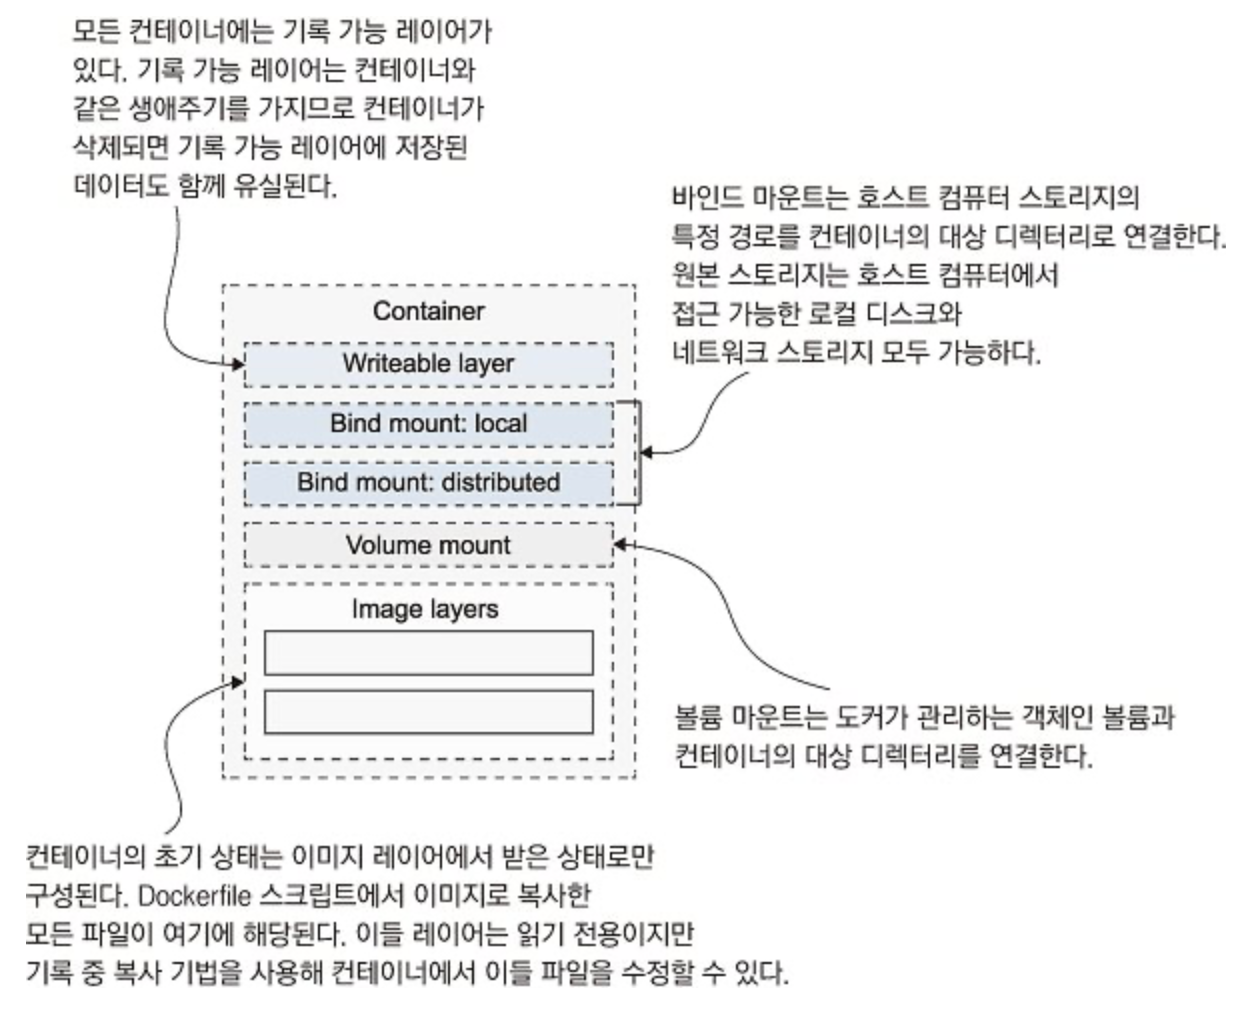 모든 컨테이너에는 기록 가능 레이어가
있다. 기록 가능 레이어는 컨테이너와
같은 생애주기를 가지므로 컨테이너가
삭제되면 기록 가능 레이어에 저장된
데이터도 함께 유실된다.
바인드 마운트는 호스트 컴퓨터 스토리지의
특정 경로를 컨테이너의 대상 디렉터리로 연결한다.
원본 스토리지는 호스트 컴퓨터에서
접근 가능한 로컬 디스크와
네트워크 스토리지 모두 가능하다.
Container
Writeable layer
Bind mount: local
Bind mount: distributed
Volume mount
Image layers
볼륨 마운트는 도커가 관리하는 객체인 볼륨과
컨테이너의 대상 디렉터리를 연결한다.
컨테이너의 초기 상태는 이미지 레이어에서 받은 상태로만
구성된다. Dockerfile 스크립트에서 이미지로 복사한
모든 파일이 여기에 해당된다. 이들 레이어는 읽기 전용이지만
기록 중 복사 기법을 사용해 컨테이너에서 이들 파일을 수정할 수 있다.